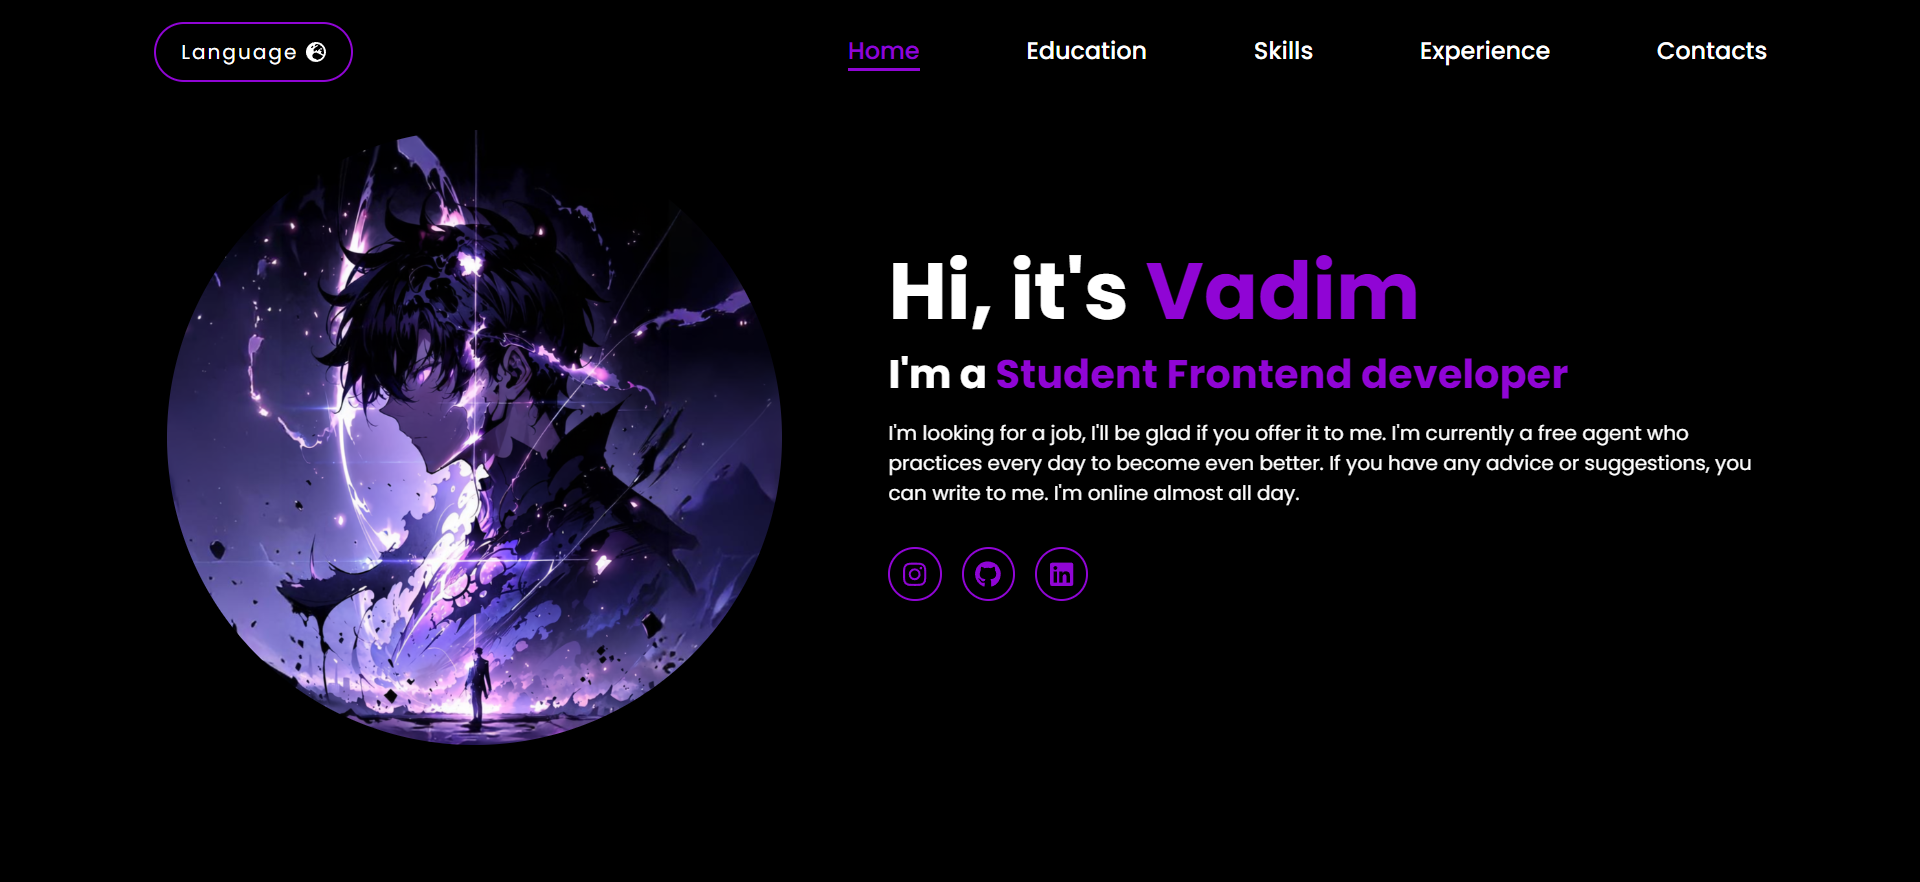 Language
Home
Education
Skills
Experience
Contacts
Hi, it's Vadim
I'm a Student Frontend developer
I'm looking for a job, I'll be glad if you offer it to me. I'm currently a free agent who
practices every day to become even better. If you have any advice or suggestions, you
can write to me. I'm online almost all day.